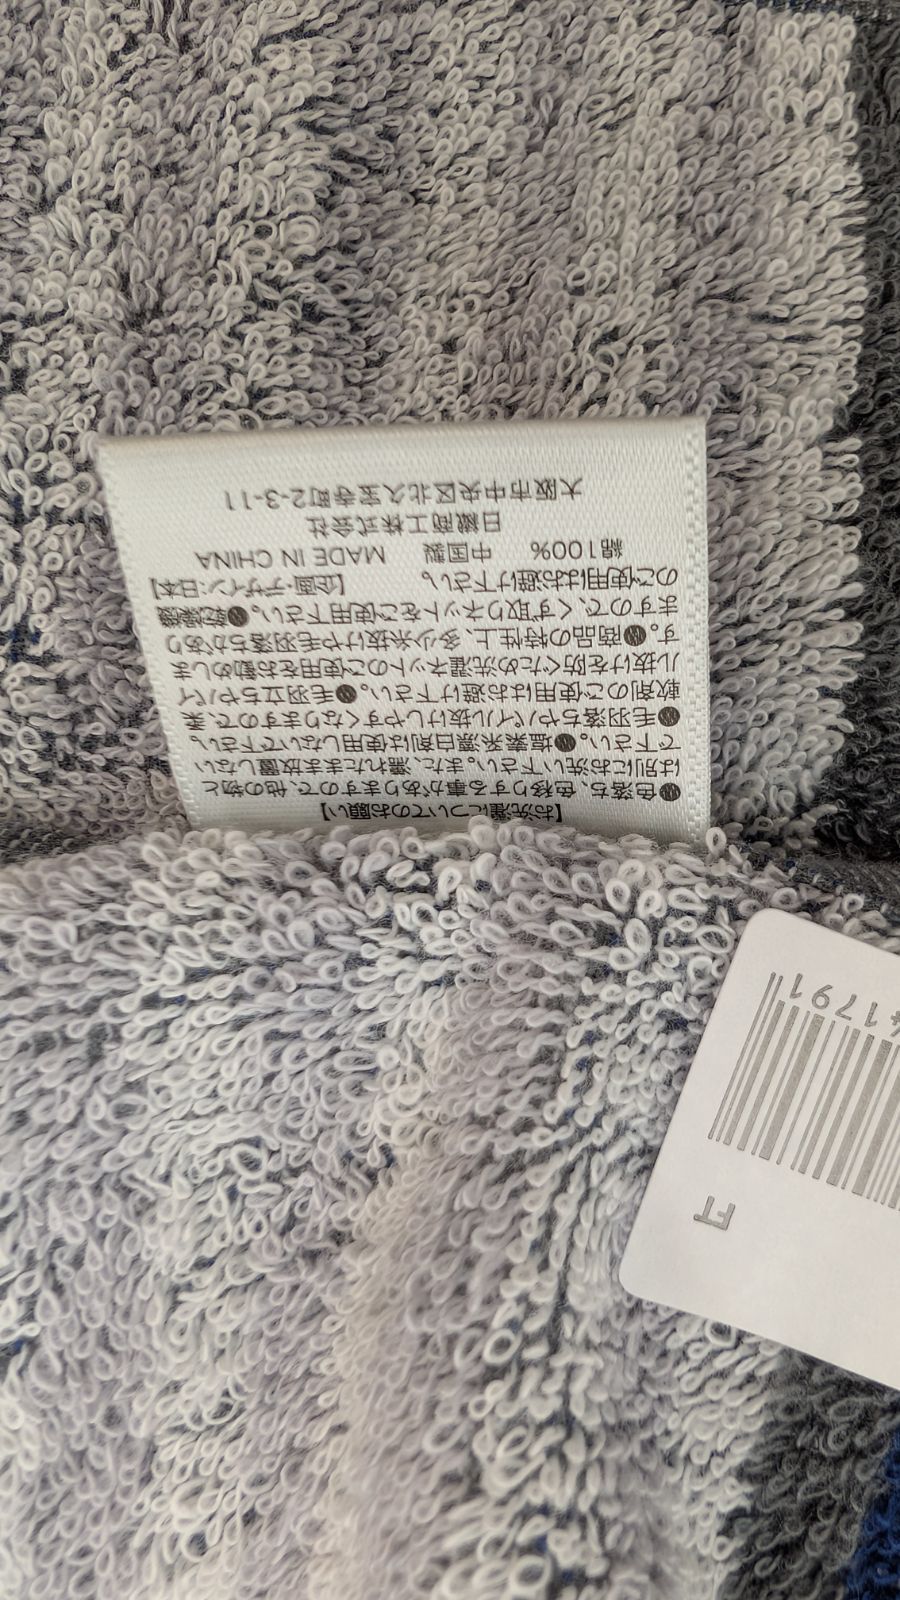 【お洗濯についてのお願い】
●色落ち、色移りする事がありますので、他の物と
は別にお洗い下さい。また、濡れたまま放置しない
で下さい。●塩素系漂白剤は使用しないで下さい。
●毛羽落ちやパイル抜けしやすくなりますので、柔
軟剤のご使用はお避け下さい。●毛羽立ちやパイ
ル抜けを防ぐため洗濯ネットのご使用をお勧めしま
す。●商品の特性上、多少糸抜けや毛羽落ちがあり
ますので、くず取りネットをご使用下さい。●乾燥機
のご使用はお避け下さい。 【企画・デザイン:日本】
綿100% 中国製 MADE IN CHINA
日繊商工株式会社
大阪市中央区北久宝寺町2-3-11
41791
FT